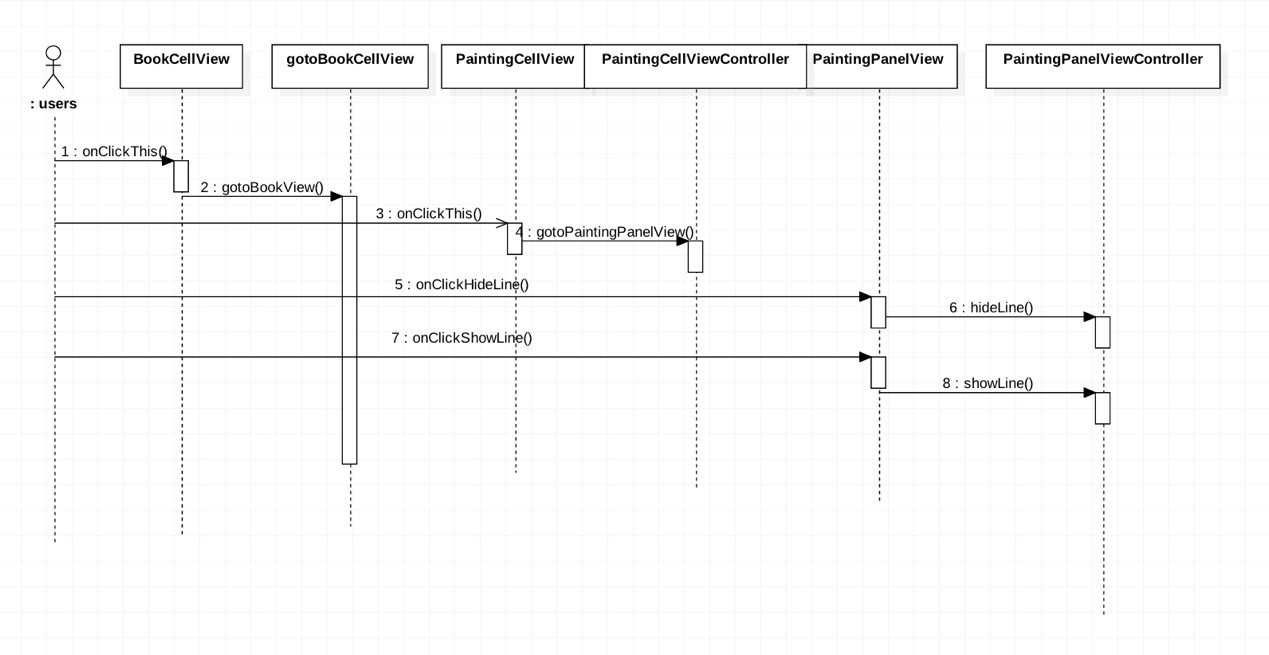 BookCellView
gotoBookCellView
PaintingCellView
PaintingCellViewController
PaintingPanelView
PaintingPanelViewController
: users
1 : onClickThis()
2 : gotoBookView()
3 : onClickThis()
4 : gotoPaintingPanelView()
5 : onClickHideLine()
6 : hideLine()
7 : onClickShowLine()
8 : showLine()